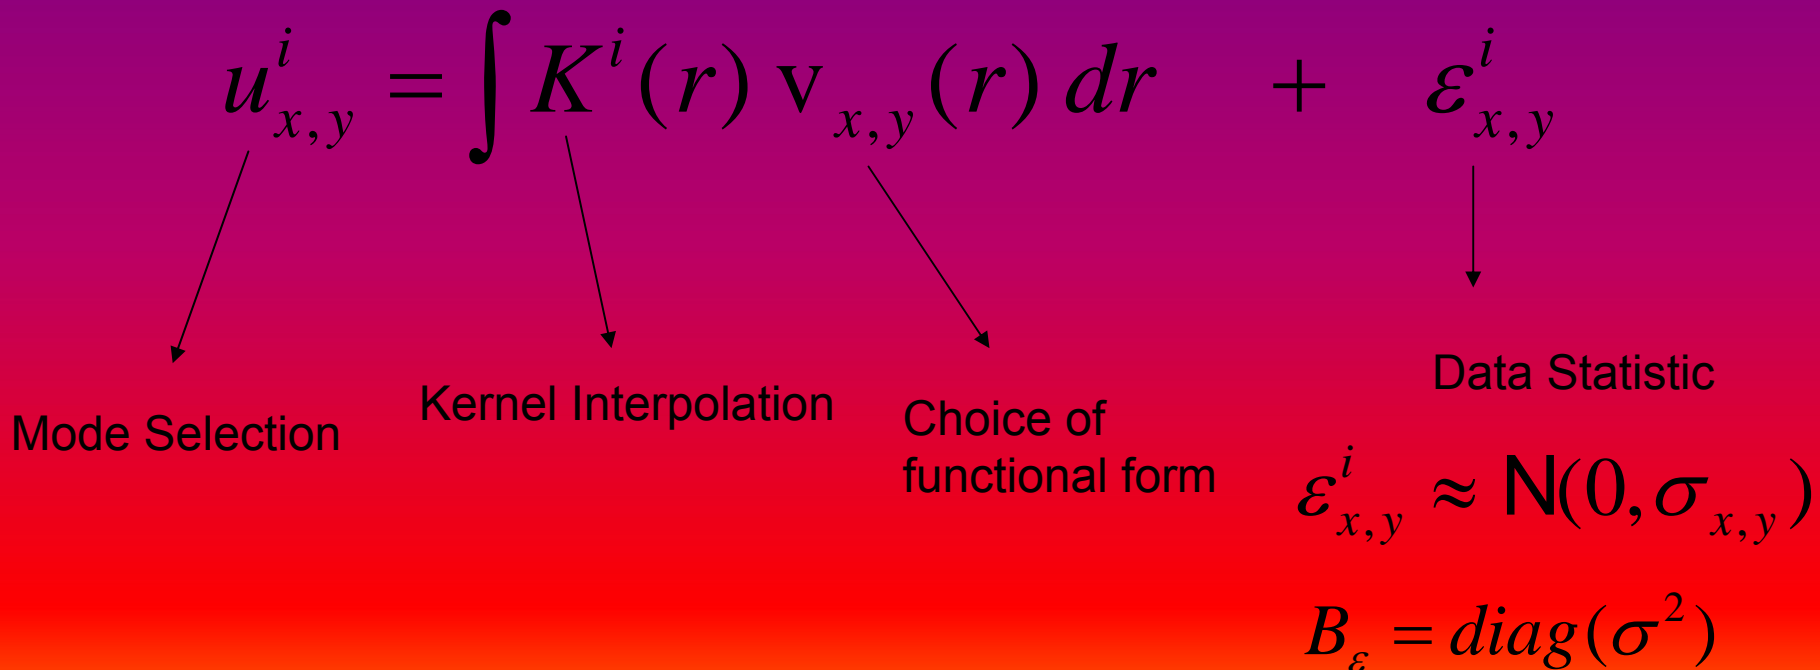 u^i_{x,y} = ∫ K^i(r) v_{x,y}(r) dr + ε^i_{x,y}
Mode Selection
Kernel Interpolation
Choice of
functional form
Data Statistic
ε^i_{x,y} ≈ N(0, σ_{x,y})
B_ε = diag(σ^2)